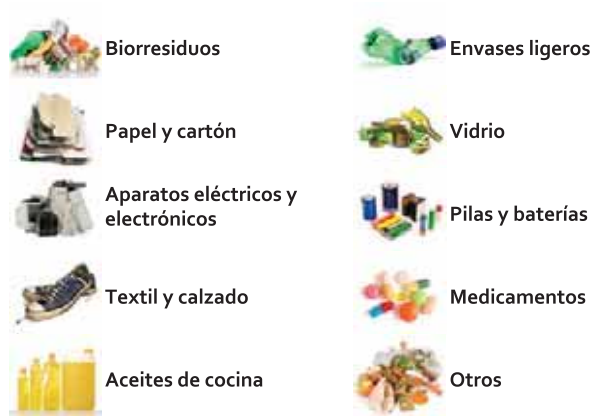 Biorresiduos
Envases ligeros
Papel y cartón
Vidrio
Aparatos eléctricos y
electrónicos
Pilas y baterías
Textil y calzado
Medicamentos
Aceites de cocina
Otros